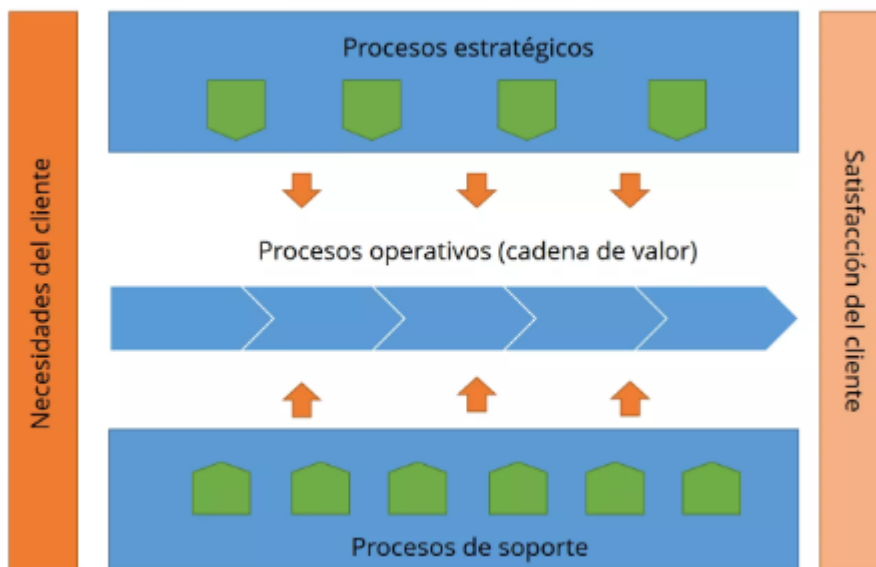 Necesidades del cliente
Procesos estratégicos
Procesos operativos (cadena de valor)
Procesos de soporte
Satisfacción del cliente